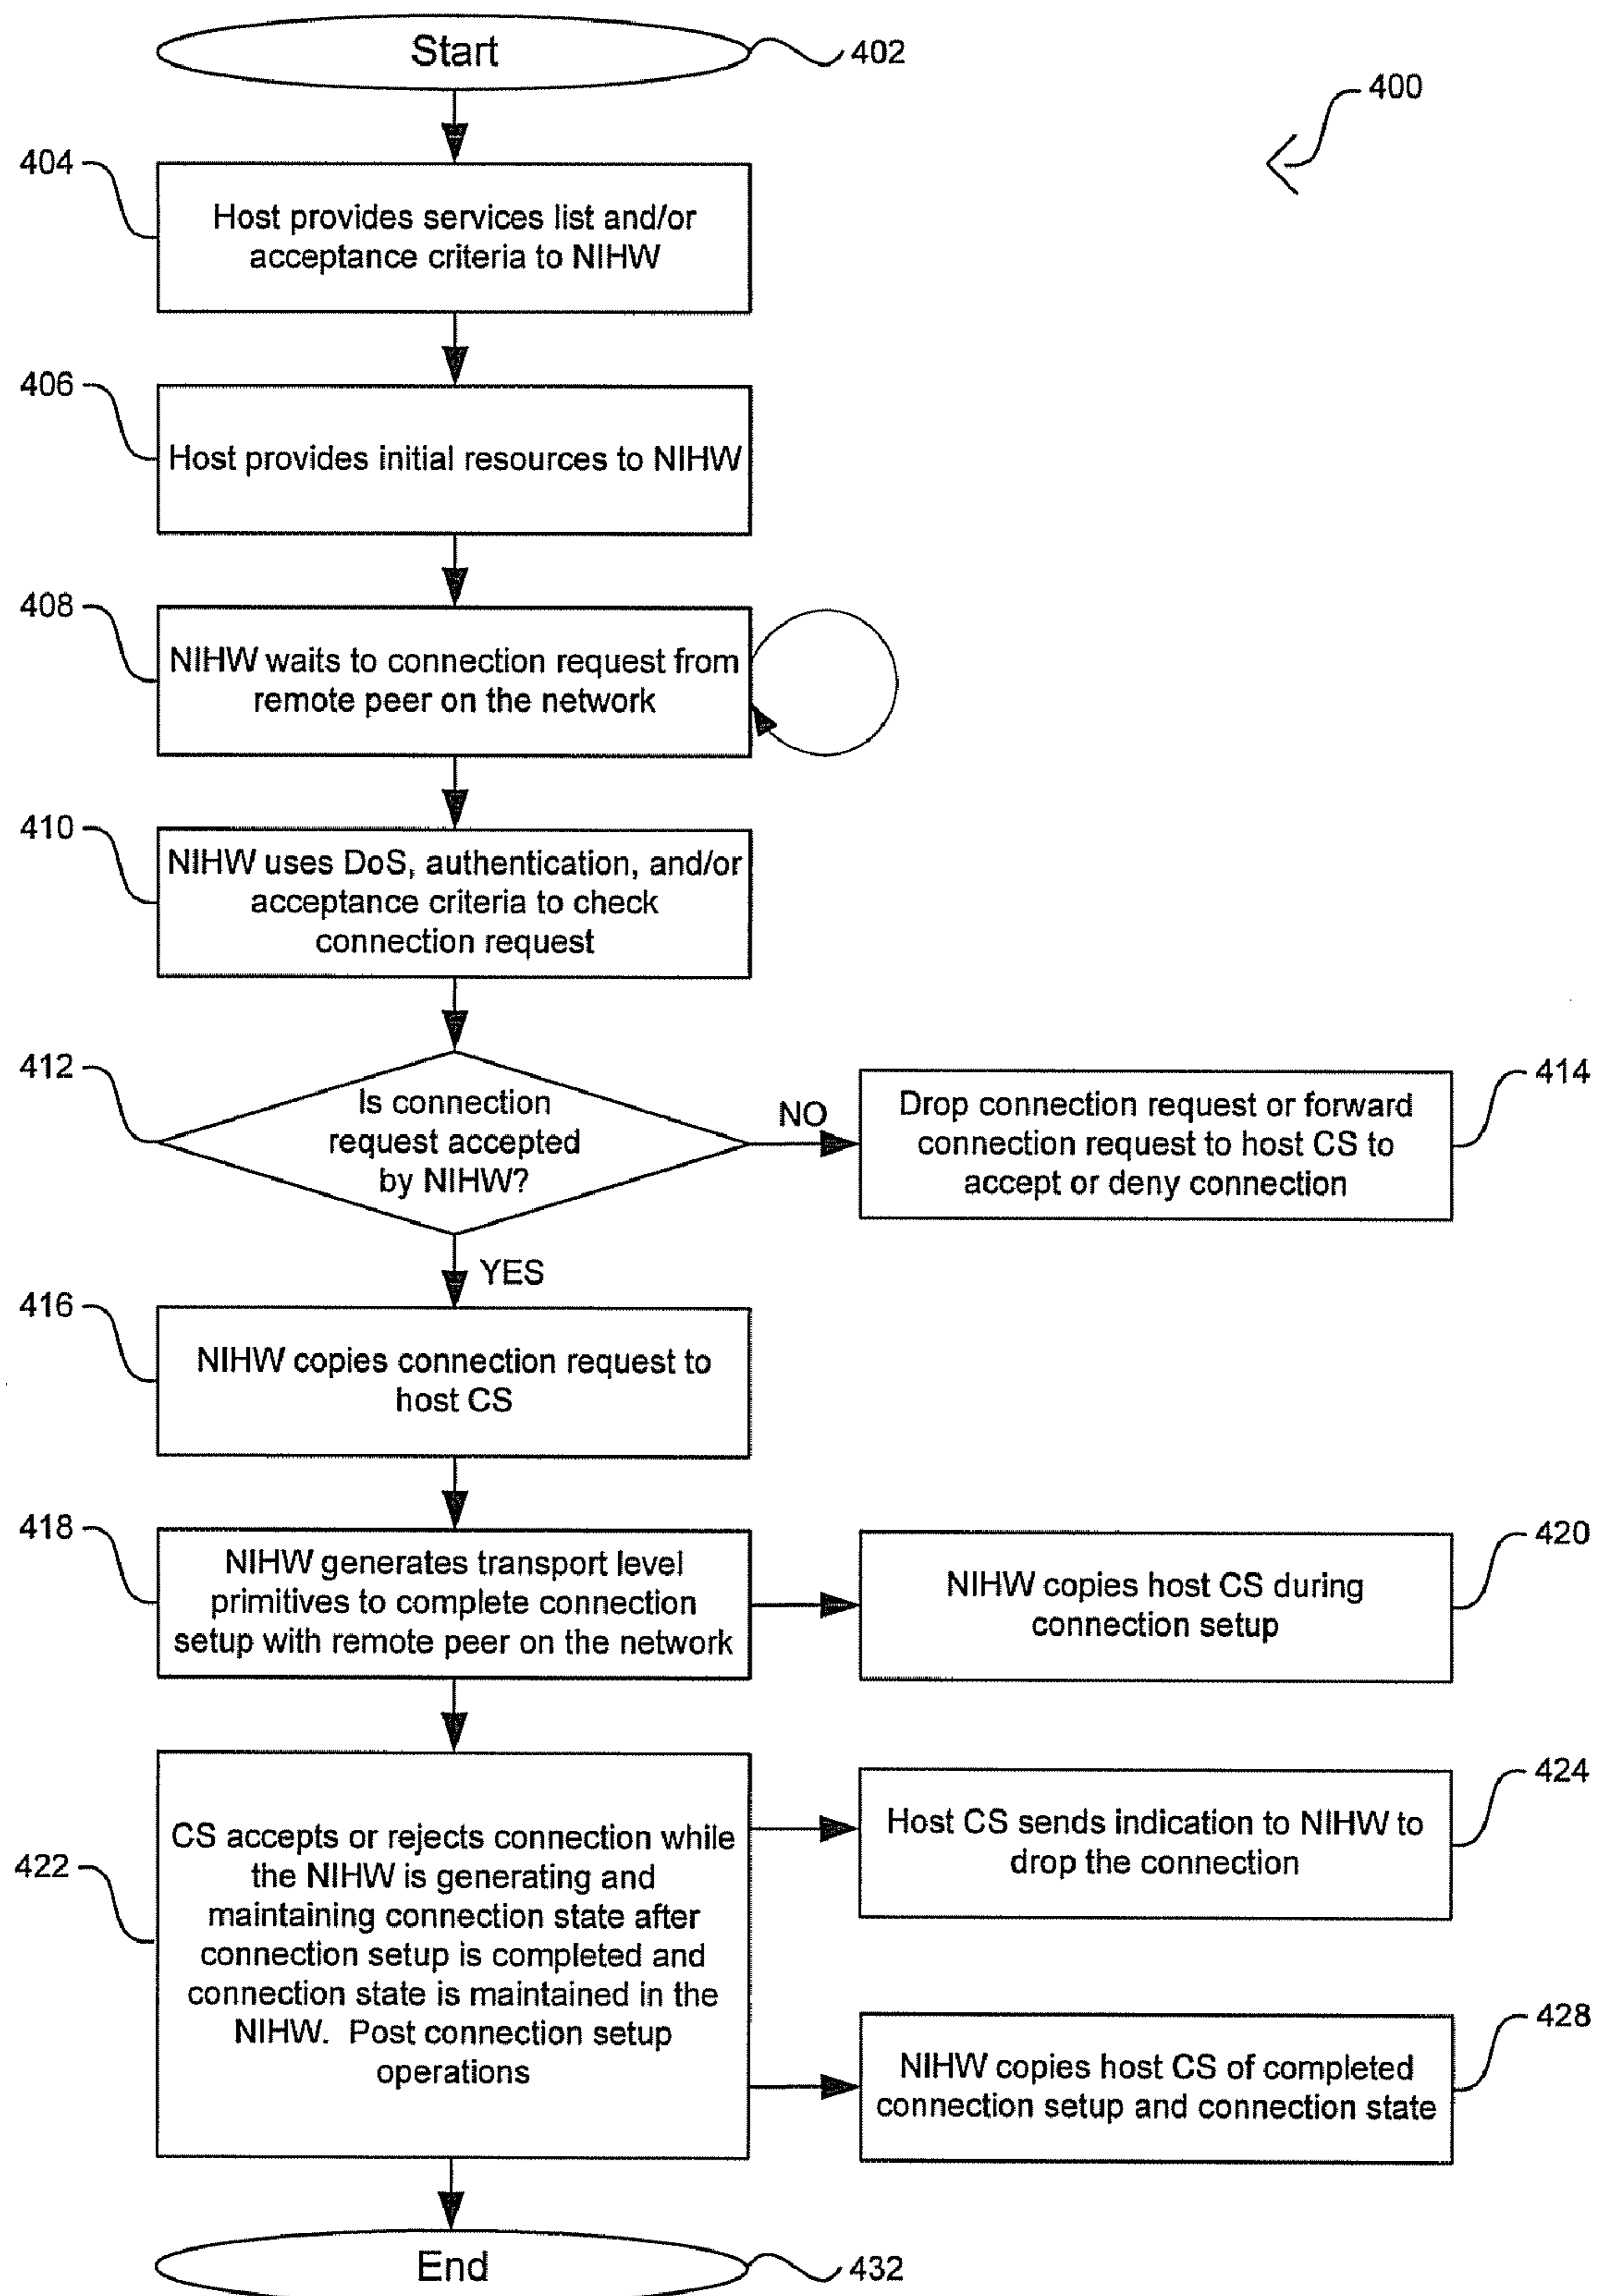 Start
402
400
404
Host provides services list and/or
acceptance criteria to NIHW
406
Host provides initial resources to NIHW
408
NIHW waits to connection request from
remote peer on the network
410
NIHW uses DoS, authentication, and/or
acceptance criteria to check
connection request
412
Is connection
request accepted
by NIHW?
NO
414
Drop connection request or forward
connection request to host CS to
accept or deny connection
YES
416
NIHW copies connection request to
host CS
418
NIHW generates transport level
primitives to complete connection
setup with remote peer on the network
420
NIHW copies host CS during
connection setup
422
CS accepts or rejects connection while
the NIHW is generating and
maintaining connection state after
connection setup is completed and
connection state is maintained in the
NIHW.  Post connection setup
operations
424
Host CS sends indication to NIHW to
drop the connection
428
NIHW copies host CS of completed
connection setup and connection state
End
432